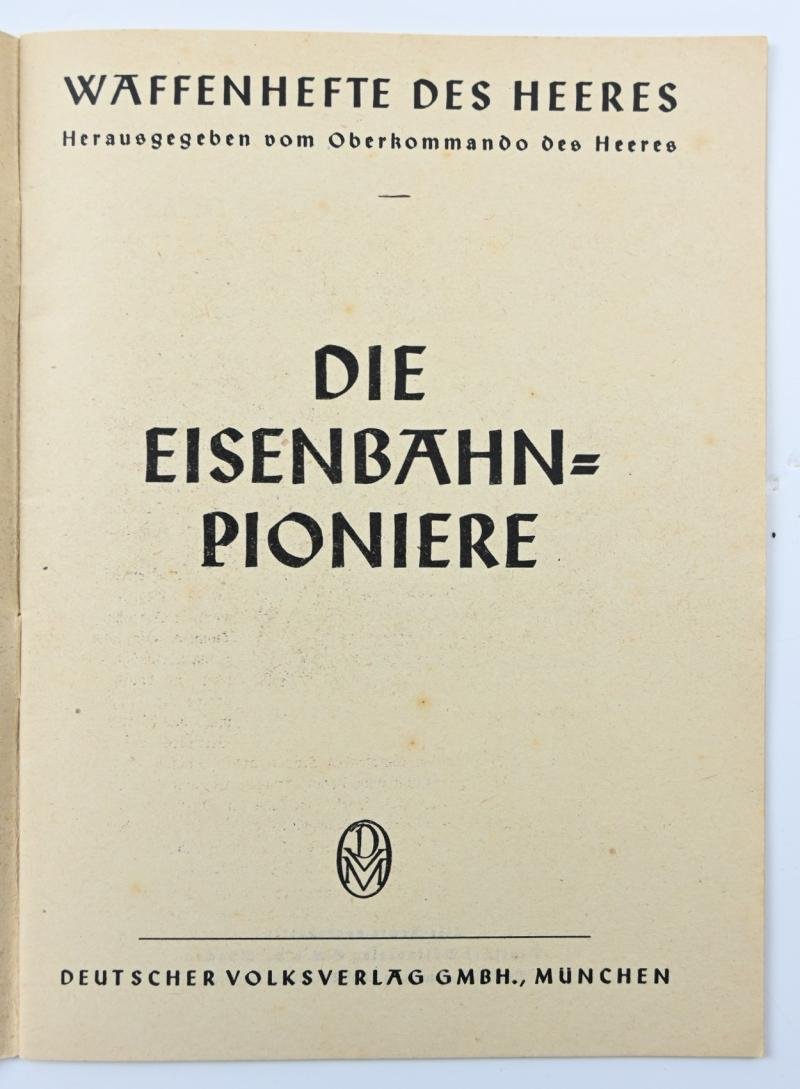 WAFFENHEFTE DES HEERES
Herausgegeben vom Oberkommando des Heeres
DIE
EISENBAHN=
PIONIERE
DVM
DEUTSCHER VOLKSVERLAG GMBH., MÜNCHEN